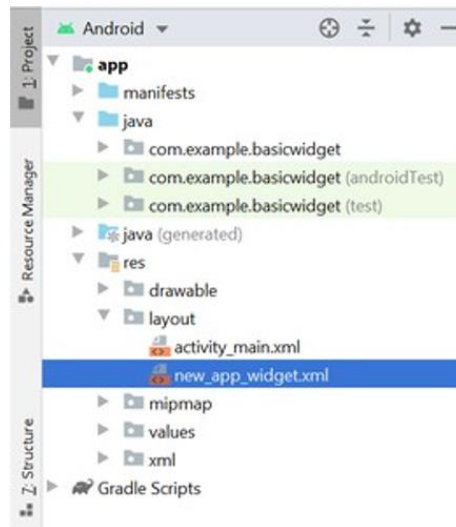 1: Project
Resource Manager
Z: Structure
Android
app
manifests
java
com.example.basicwidget
com.example.basicwidget (androidTest)
com.example.basicwidget (test)
java (generated)
res
drawable
layout
activity_main.xml
new_app_widget.xml
mipmap
values
xml
Gradle Scripts